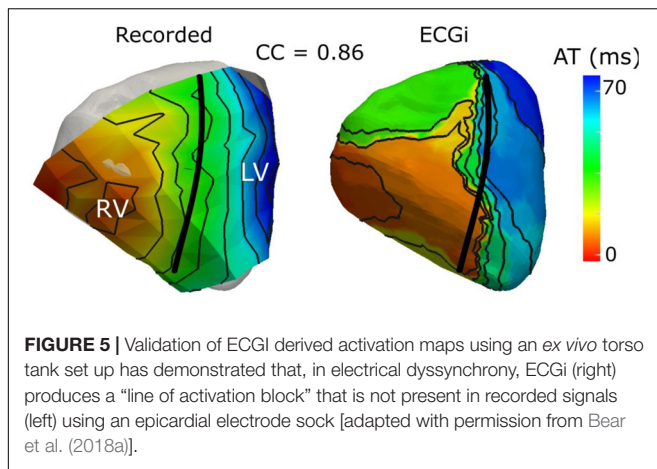 Recorded
CC = 0.86
ECGi
AT (ms)
70
LV
RV
0
FIGURE 5 | Validation of ECGI derived activation maps using an ex vivo torso
tank set up has demonstrated that, in electrical dyssynchrony, ECGi (right)
produces a “line of activation block” that is not present in recorded signals
(left) using an epicardial electrode sock [adapted with permission from Bear
et al. (2018a)].